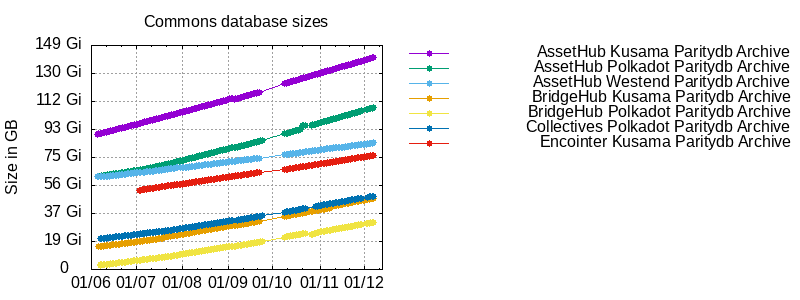 Commons database sizes
149 Gi
130 Gi
112 Gi
93 Gi
75 Gi
56 Gi
37 Gi
19 Gi
0
Size in GB
01/06 01/07 01/08 01/09 01/10 01/11 01/12
AssetHub Kusama Paritydb Archive
AssetHub Polkadot Paritydb Archive
AssetHub Westend Paritydb Archive
BridgeHub Kusama Paritydb Archive
BridgeHub Polkadot Paritydb Archive
Collectives Polkadot Paritydb Archive
Encointer Kusama Paritydb Archive